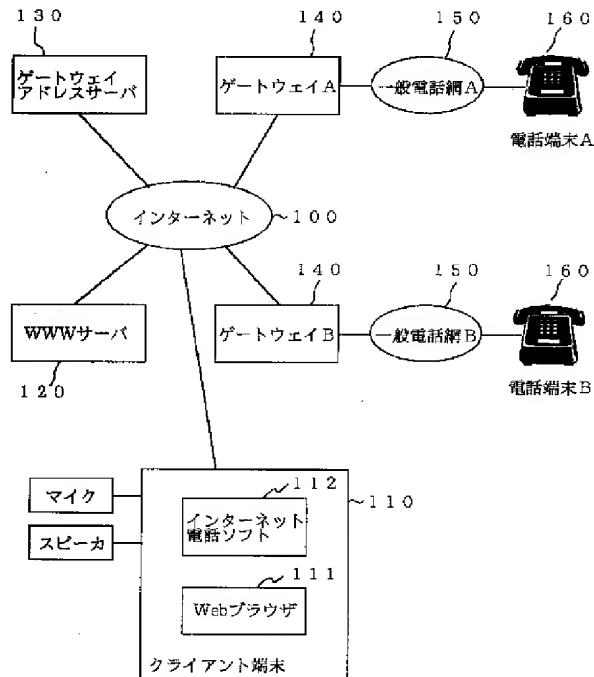 130
140
150
160
ゲートウェイ
アドレスサーバ
ゲートウェイA
一般電話網A
電話端末A
インターネット
100
140
150
160
WWWサーバ
ゲートウェイB
一般電話網B
120
電話端末B
マイク
スピーカ
112
110
インターネット
電話ソフト
111
Webブラウザ
クライアント端末